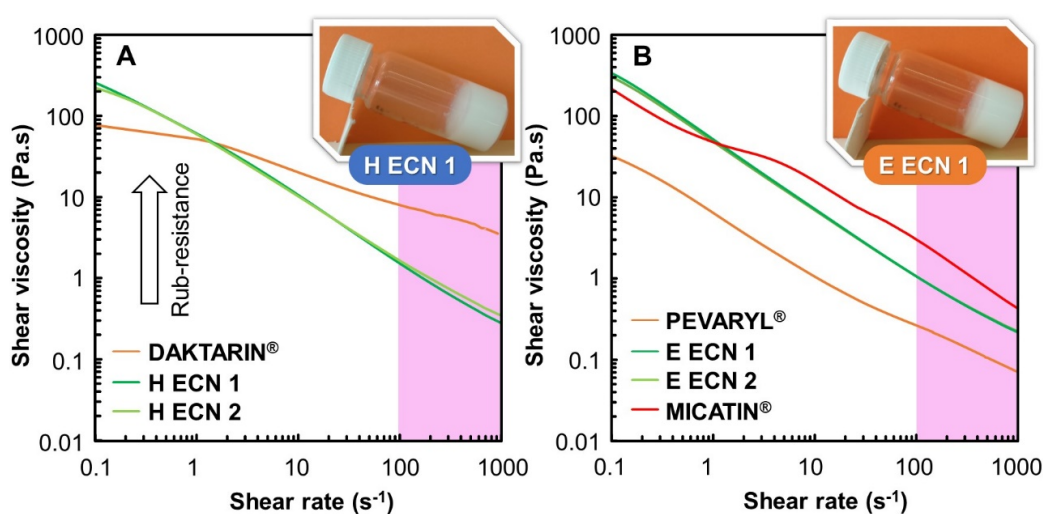 A
H ECN 1
1000
100
10
1
0.1
0.01
Shear viscosity (Pa.s)
Rub-resistance
DAKTARIN®
H ECN 1
H ECN 2
0.1
1
10
100
1000
Shear rate (s⁻¹)
B
E ECN 1
1000
100
10
1
0.1
0.01
Shear viscosity (Pa.s)
PEVARYL®
E ECN 1
E ECN 2
MICATIN®
0.1
1
10
100
1000
Shear rate (s⁻¹)